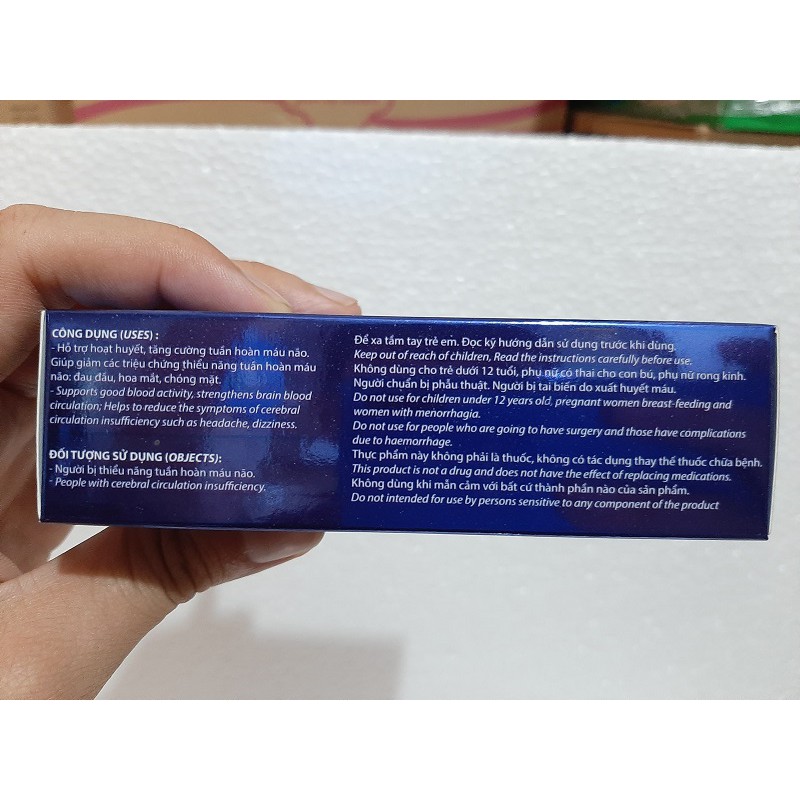 CÔNG DỤNG (USES) :
- Hỗ trợ hoạt huyết, tăng cường tuần hoàn máu não.
Giúp giảm các triệu chứng thiểu năng tuần hoàn máu
não: đau đầu, hoa mắt, chóng mặt.
- Supports good blood activity, strengthens brain blood
circulation; Helps to reduce the symptoms of cerebral
circulation insufficiency such as headache, dizziness.
ĐỐI TƯỢNG SỬ DỤNG (OBJECTS):
- Người bị thiểu năng tuần hoàn máu não.
- People with cerebral circulation insufficiency.
Để xa tầm tay trẻ em. Đọc kỹ hướng dẫn sử dụng trước khi dùng.
Keep out of reach of children, Read the instructions carefully before use.
Không dùng cho trẻ dưới 12 tuổi, phụ nữ có thai cho con bú, phụ nữ rong kinh.
Người chuẩn bị phẫu thuật. Người bị tai biến do xuất huyết máu.
Do not use for children under 12 years old, pregnant women breast-feeding and
women with menorrhagia.
Do not use for people who are going to have surgery and those have complications
due to haemorrhage.
Thực phẩm này không phải là thuốc, không có tác dụng thay thế thuốc chữa bệnh.
This product is not a drug and does not have the effect of replacing medications.
Không dùng khi mẫn cảm với bất cứ thành phần nào của sản phẩm.
Do not intended for use by persons sensitive to any component of the product